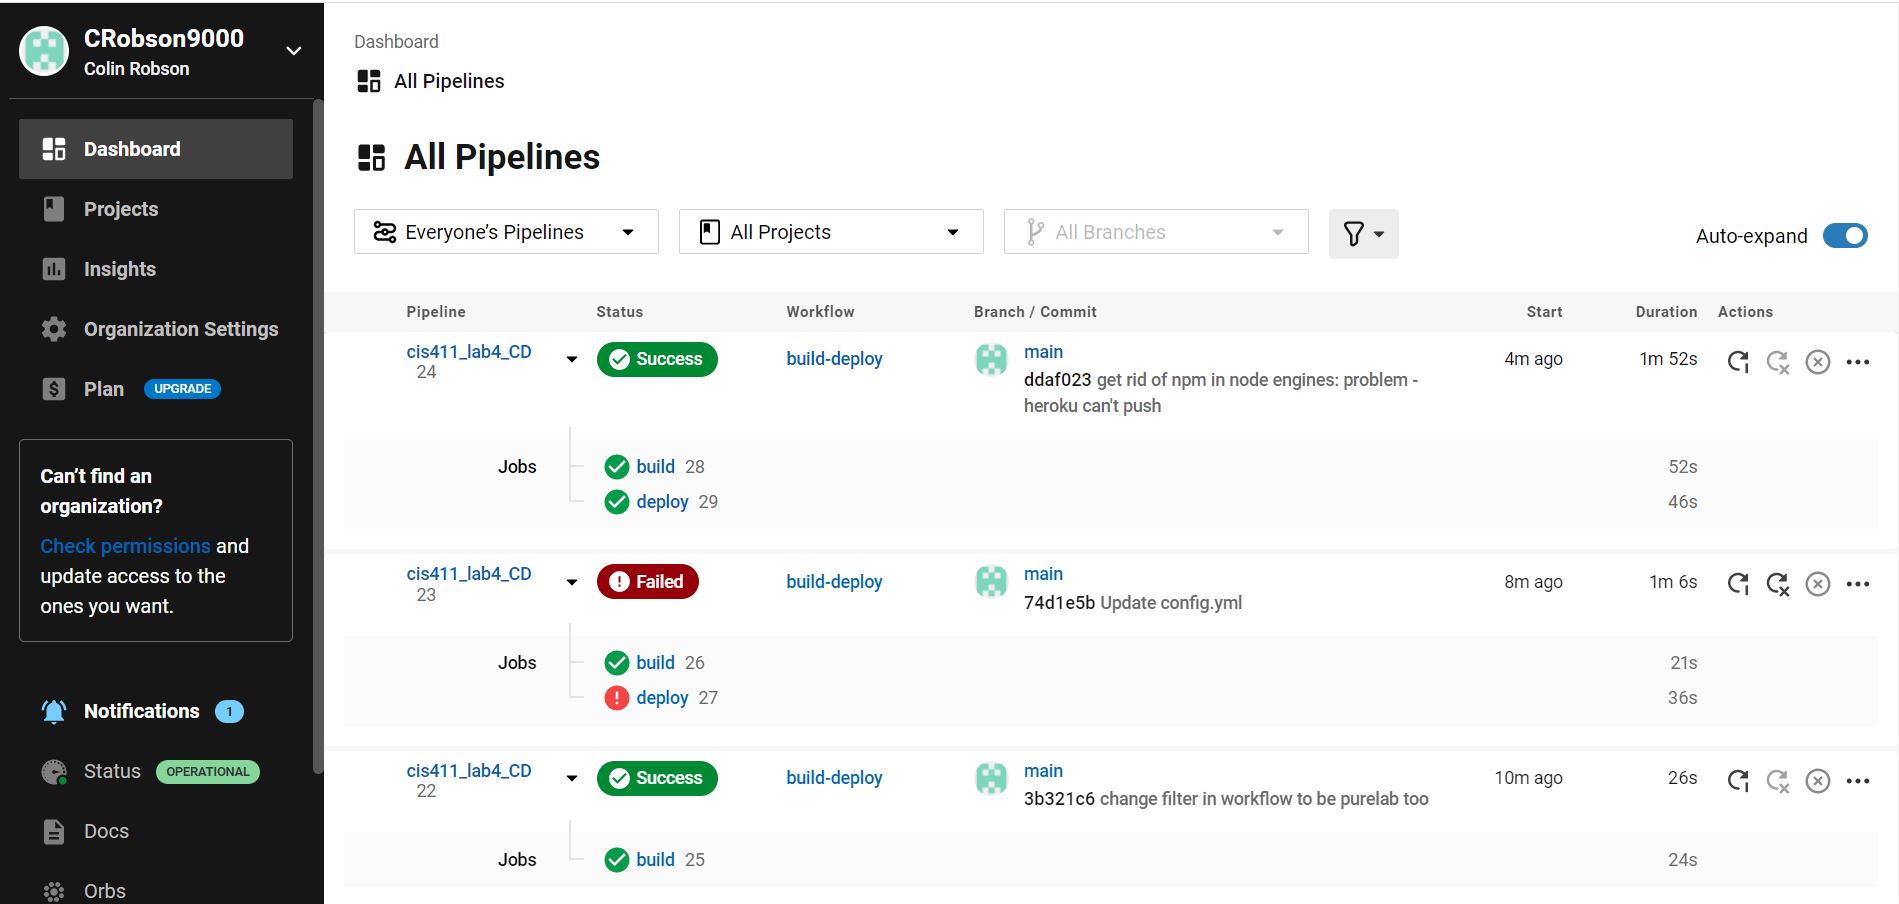 CRobson9000
Colin Robson
Dashboard
Projects
Insights
Organization Settings
Plan UPGRADE
Can't find an
organization?
Check permissions and
update access to the
ones you want.
Notifications 1
Status OPERATIONAL
Docs
Orbs
Dashboard
All Pipelines
All Pipelines
Everyone's Pipelines All Projects All Branches Auto-expand
Pipeline Status Workflow Branch / Commit Start Duration Actions
cis411_lab4_CD Success build-deploy main 4m ago 1m 52s
24 ddaf023 get rid of npm in node engines: problem -
heroku can't push
Jobs build 28 52s
deploy 29 46s
cis411_lab4_CD Failed build-deploy main 8m ago 1m 6s
23 74d1e5b Update config.yml
Jobs build 26 21s
deploy 27 36s
cis411_lab4_CD Success build-deploy main 10m ago 26s
22 3b321c6 change filter in workflow to be purelab too
Jobs build 25 24s